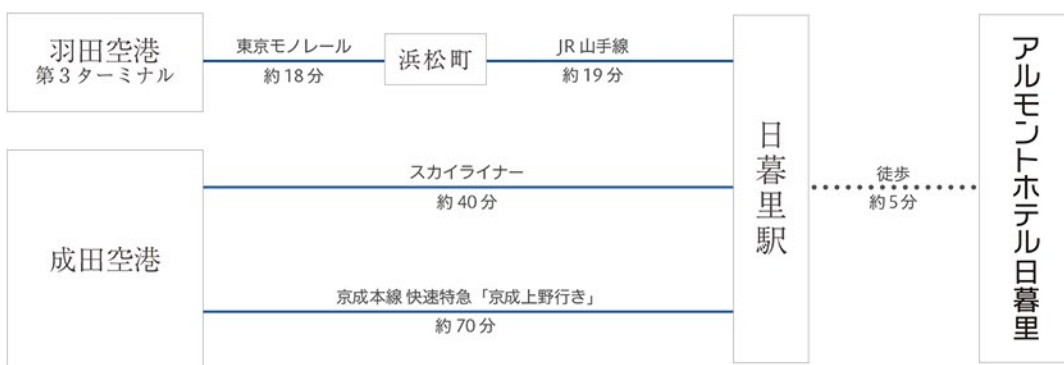 羽田空港
第3ターミナル
東京モノレール
約18分
浜松町
JR 山手線
約19分
成田空港
スカイライナー
約40分
京成本線 快速特急「京成上野行き」
約70分
日暮里駅
徒歩
約5分
アルモントホテル日暮里